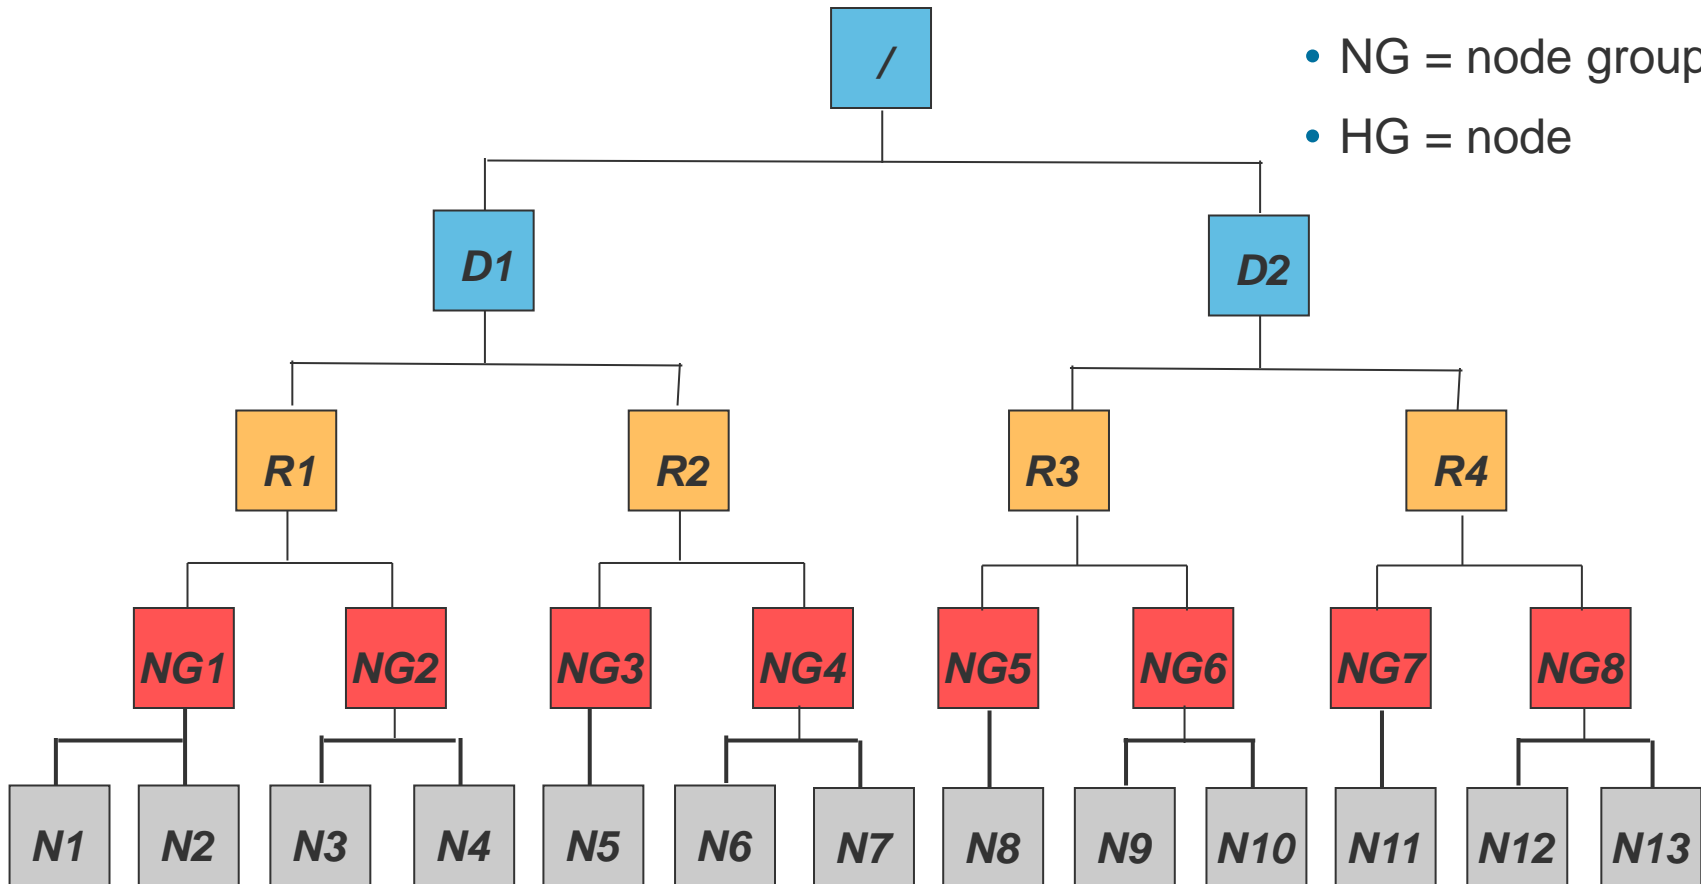 /
• NG = node group
• HG = node
D1 D2
R1 R2 R3 R4
NG1 NG2 NG3 NG4 NG5 NG6 NG7 NG8
N1 N2 N3 N4 N5 N6 N7 N8 N9 N10 N11 N12 N13